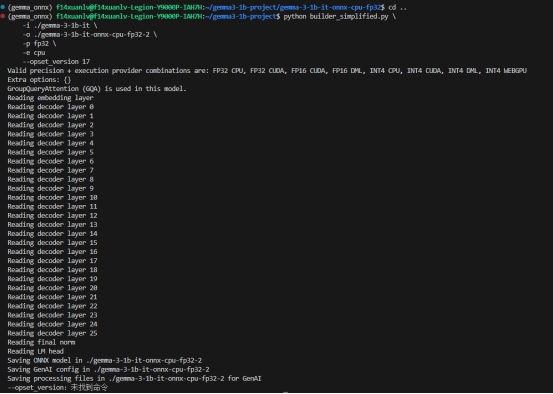 (gemma_onnx) f14xuanlv@f14xuanlv-Legion-Y9000P-IAH7H:~/gemma3-1b-project/gemma-3-1b-it-onnx-cpu-fp32$ cd ..
(gemma_onnx) f14xuanlv@f14xuanlv-Legion-Y9000P-IAH7H:~/gemma3-1b-project$ python builder_simplified.py \
-i ./gemma-3-1b-it \
-o ./gemma-3-1b-it-onnx-cpu-fp32-2 \
-p fp32 \
-e cpu
--opset_version 17
Valid precision + execution provider combinations are: FP32 CPU, FP32 CUDA, FP16 CUDA, FP16 DML, INT4 CPU, INT4 CUDA, INT4 DML, INT4 WEBGPU
Extra options: {}
GroupQueryAttention (GQA) is used in this model.
Reading embedding layer
Reading decoder layer 0
Reading decoder layer 1
Reading decoder layer 2
Reading decoder layer 3
Reading decoder layer 4
Reading decoder layer 5
Reading decoder layer 6
Reading decoder layer 7
Reading decoder layer 8
Reading decoder layer 9
Reading decoder layer 10
Reading decoder layer 11
Reading decoder layer 12
Reading decoder layer 13
Reading decoder layer 14
Reading decoder layer 15
Reading decoder layer 16
Reading decoder layer 17
Reading decoder layer 18
Reading decoder layer 19
Reading decoder layer 20
Reading decoder layer 21
Reading decoder layer 22
Reading decoder layer 23
Reading decoder layer 24
Reading decoder layer 25
Reading final norm
Reading LM head
Saving ONNX model in ./gemma-3-1b-it-onnx-cpu-fp32-2
Saving GenAI config in ./gemma-3-1b-it-onnx-cpu-fp32-2
Saving processing files in ./gemma-3-1b-it-onnx-cpu-fp32-2 for GenAI
--opset_version：未找到命令